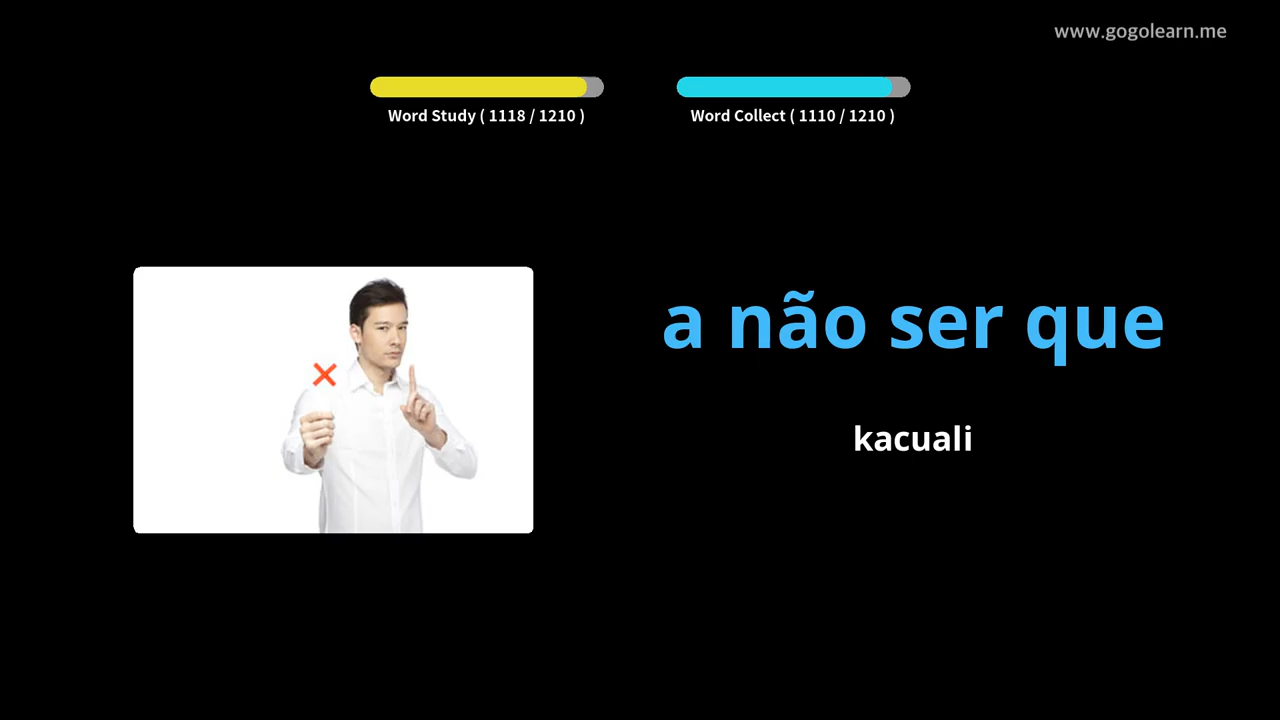 www.gogolearn.me
Word Study ( 1118 / 1210 )
Word Collect ( 1110 / 1210 )
a não ser que
kacuali